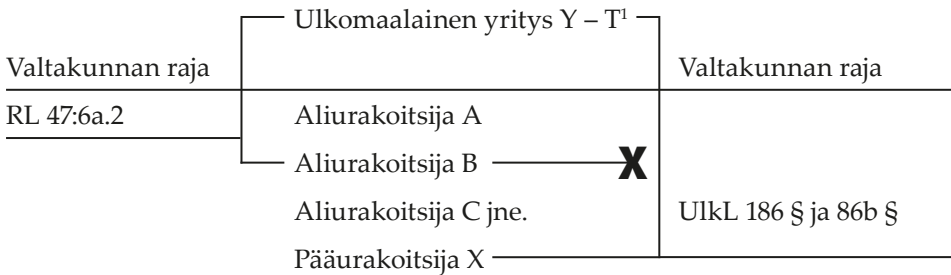 Ulkomaalainen yritys Y – T¹
Valtakunnan raja Valtakunnan raja
RL 47:6a.2 Aliurakoitsija A
Aliurakoitsija B X
Aliurakoitsija C jne. UlkL 186 § ja 86b §
Pääurakoitsija X